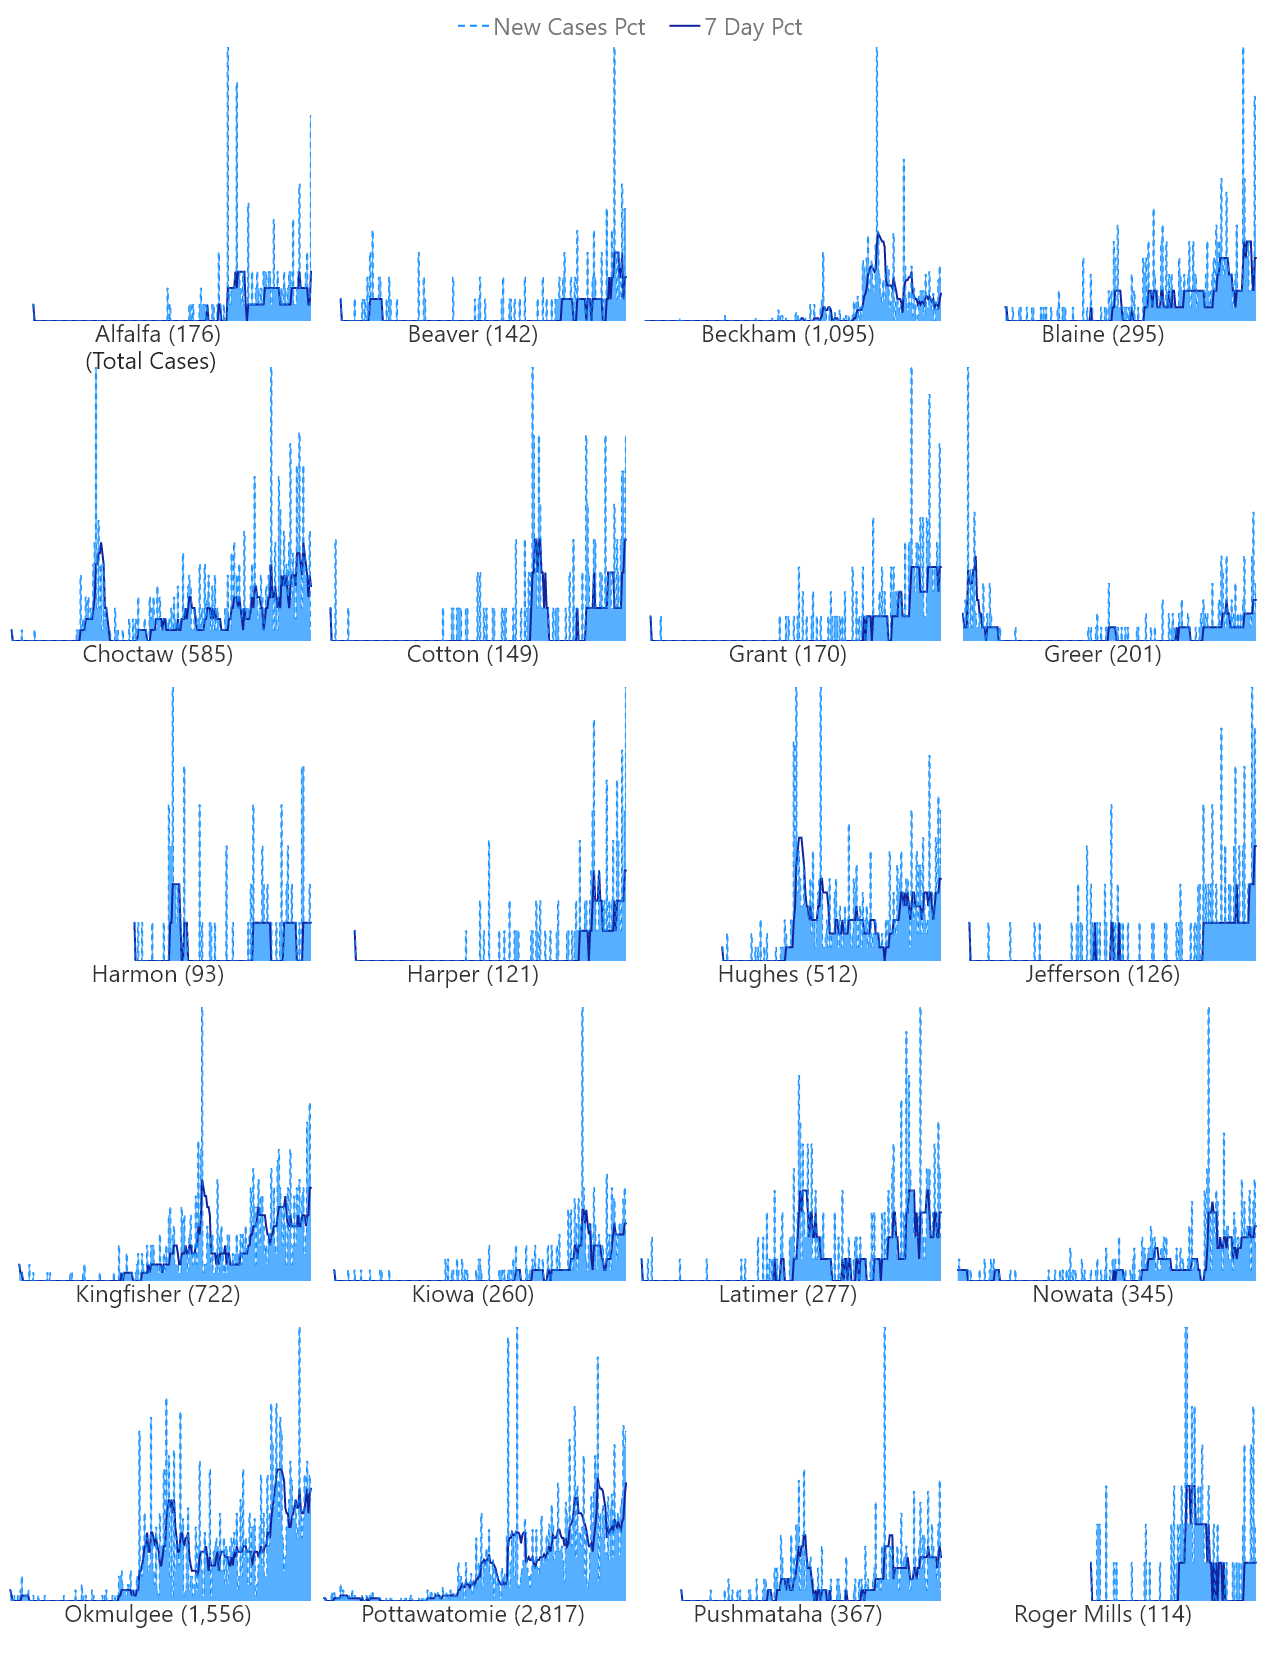 New Cases Pct 7 Day Pct
Alfalfa (176) Beaver (142) Beckham (1,095) Blaine (295)
(Total Cases)
Choctaw (585) Cotton (149) Grant (170) Greer (201)
Harmon (93) Harper (121) Hughes (512) Jefferson (126)
Kingfisher (722) Kiowa (260) Latimer (277) Nowata (345)
Okmulgee (1,556) Pottawatomie (2,817) Pushmataha (367) Roger Mills (114)